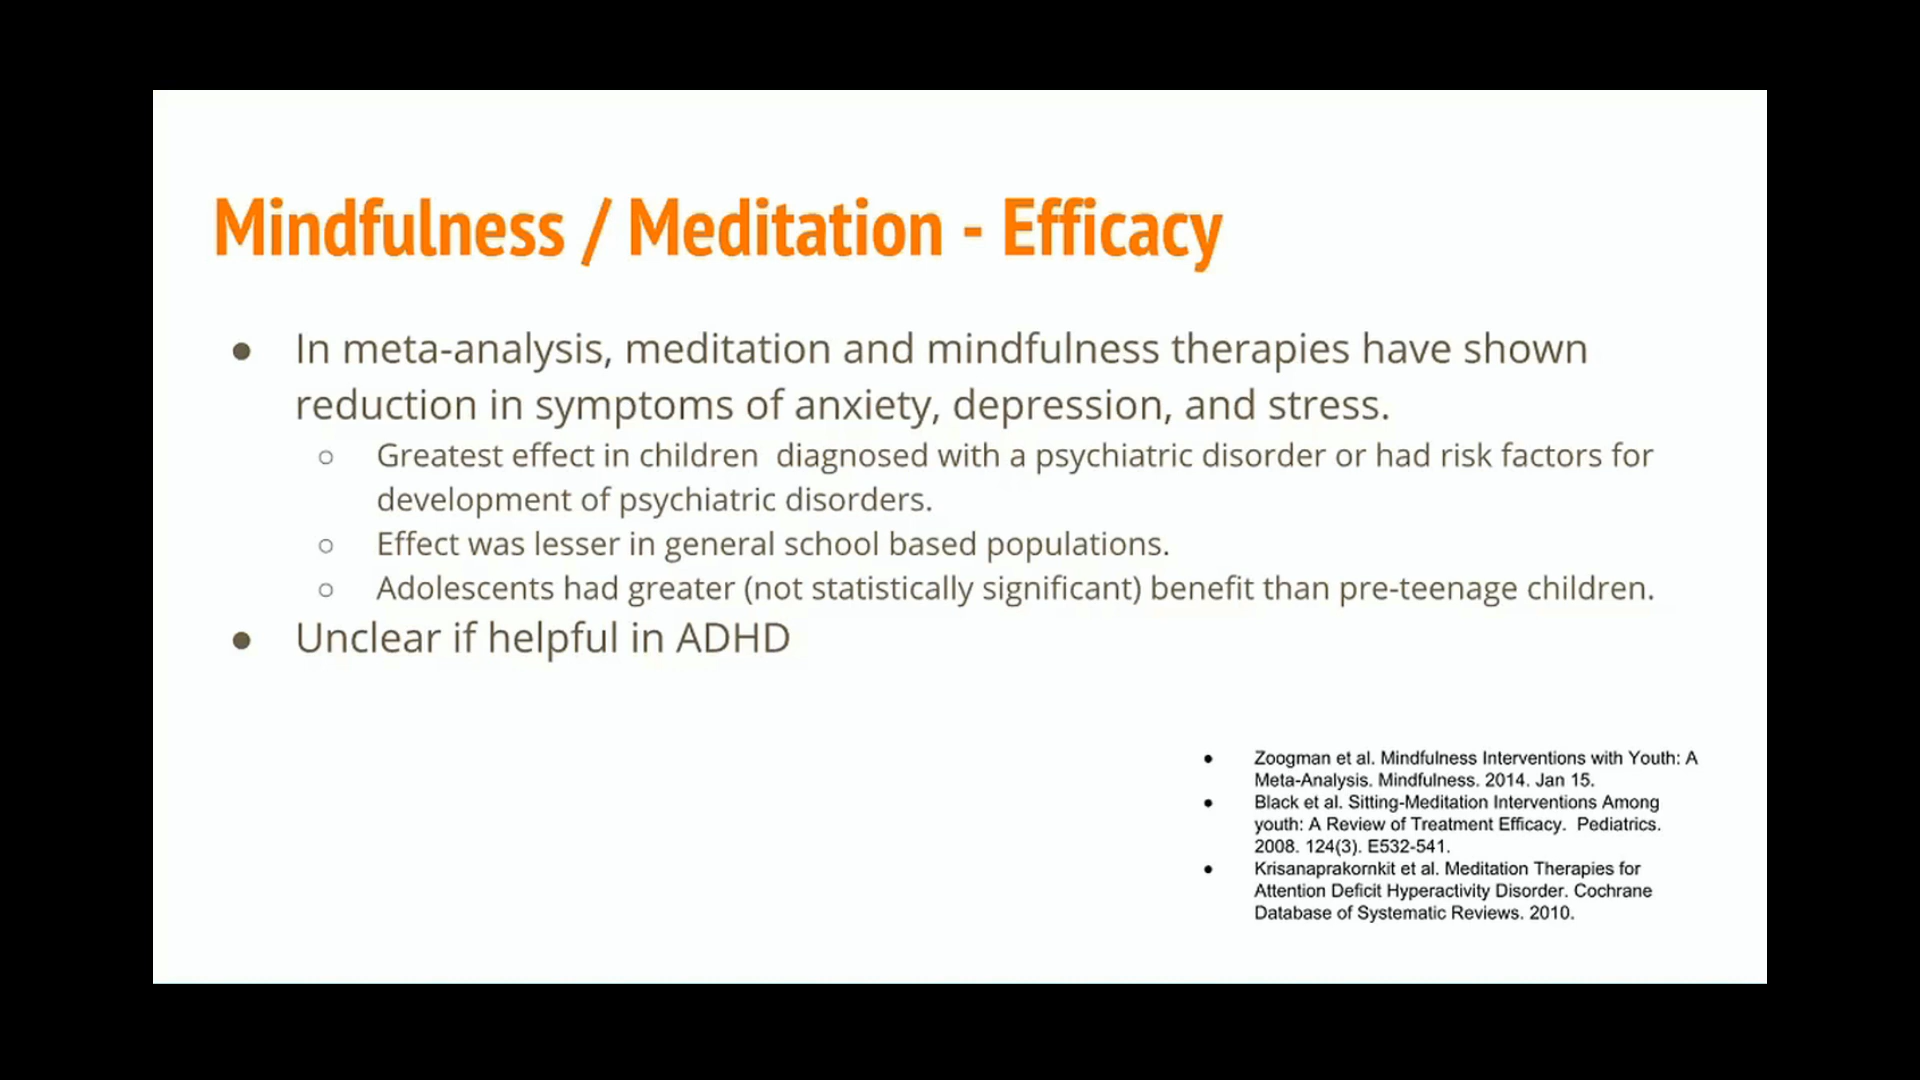 Mindfulness / Meditation - Efficacy
● In meta-analysis, meditation and mindfulness therapies have shown
reduction in symptoms of anxiety, depression, and stress.
○ Greatest effect in children  diagnosed with a psychiatric disorder or had risk factors for
development of psychiatric disorders.
○ Effect was lesser in general school based populations.
○ Adolescents had greater (not statistically significant) benefit than pre-teenage children.
● Unclear if helpful in ADHD
● Zoogman et al. Mindfulness Interventions with Youth: A
Meta-Analysis. Mindfulness. 2014. Jan 15.
● Black et al. Sitting-Meditation Interventions Among
youth: A Review of Treatment Efficacy.  Pediatrics.
2008. 124(3). E532-541.
● Krisanaprakornkit et al. Meditation Therapies for
Attention Deficit Hyperactivity Disorder. Cochrane
Database of Systematic Reviews. 2010.